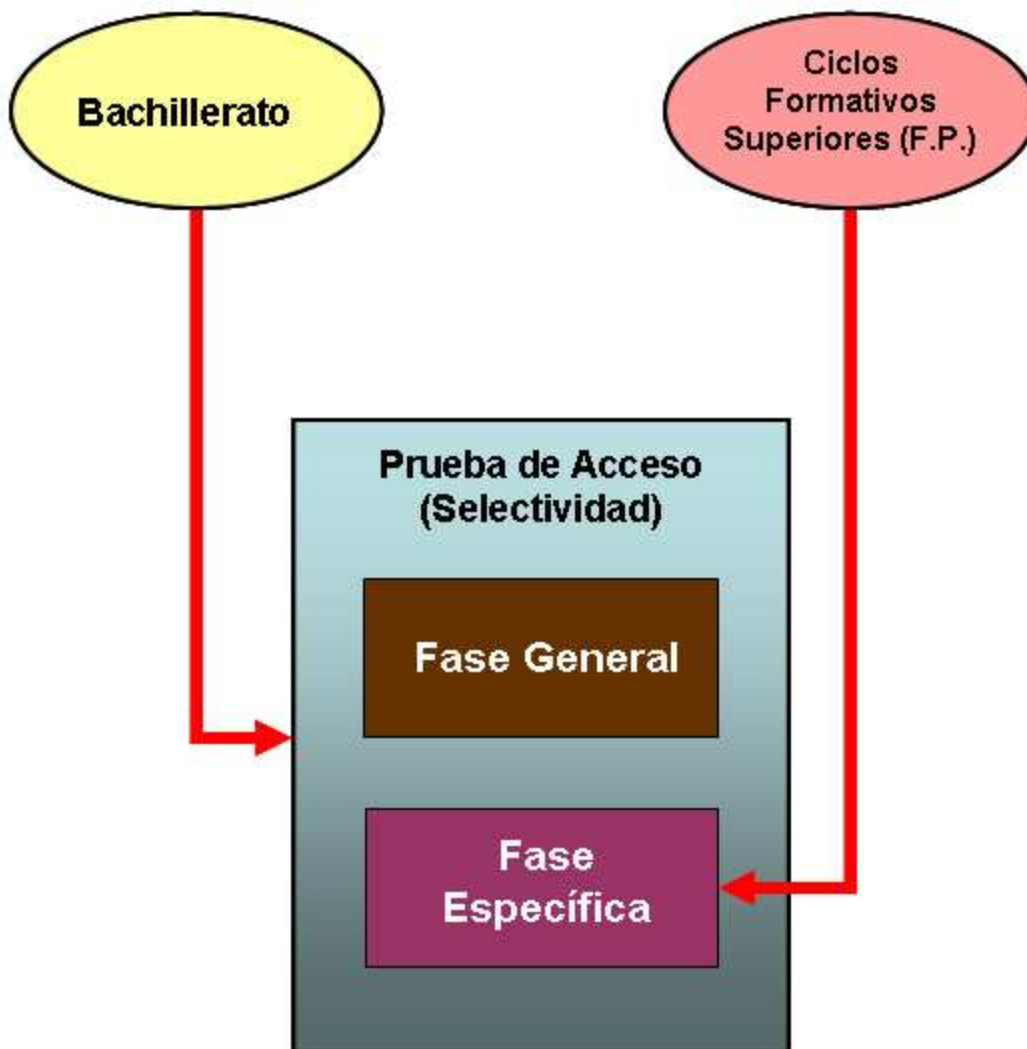 Bachillerato
Ciclos
Formativos
Superiores (F.P.)
Prueba de Acceso
(Selectividad)
Fase General
Fase
Específica